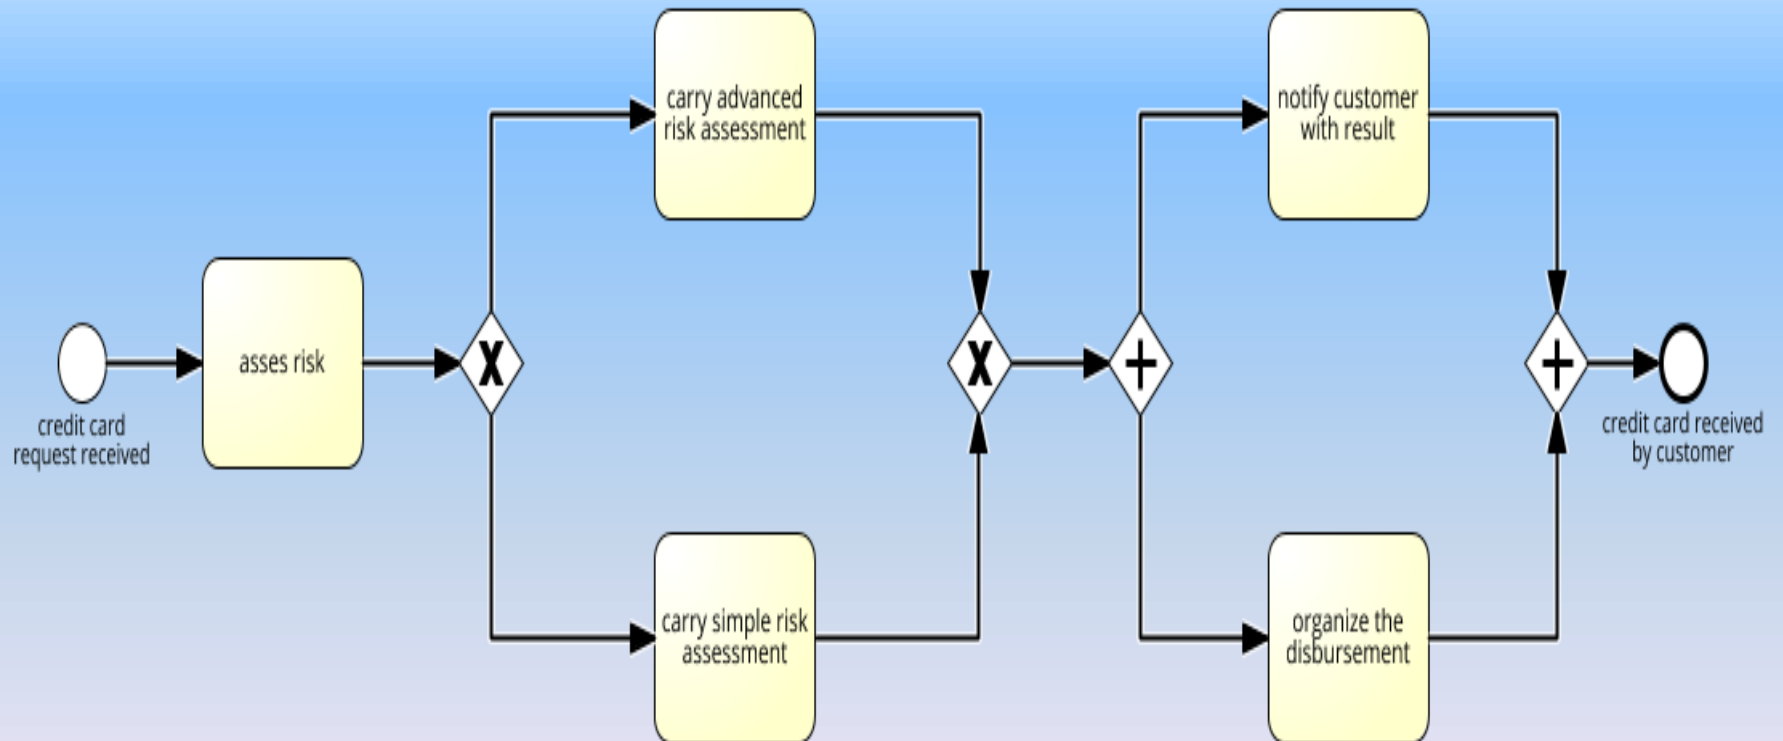 credit card
request received
asses risk
X
carry advanced
risk assessment
carry simple risk
assessment
X
+
notify customer
with result
organize the
disbursement
+
credit card received
by customer